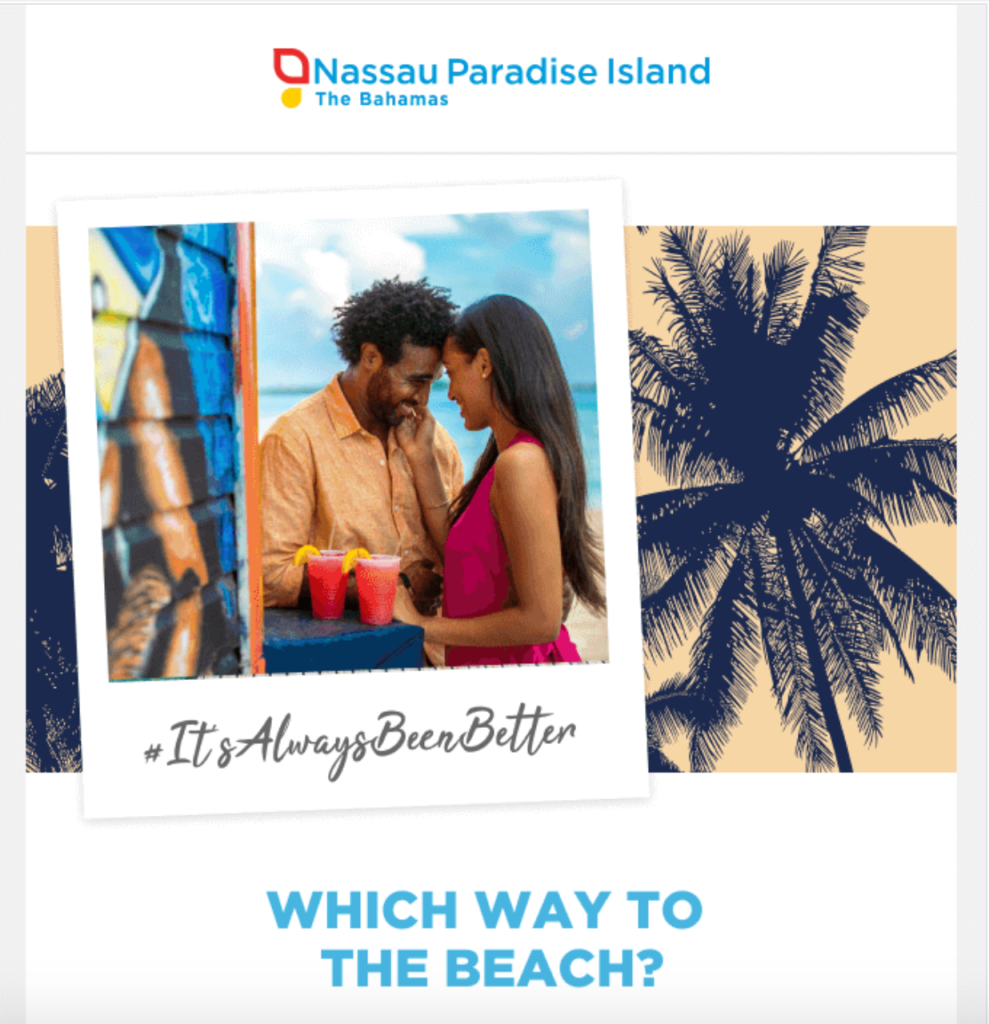 Nassau Paradise Island
The Bahamas
#It'sAlwaysBeenBetter
WHICH WAY TO
THE BEACH?